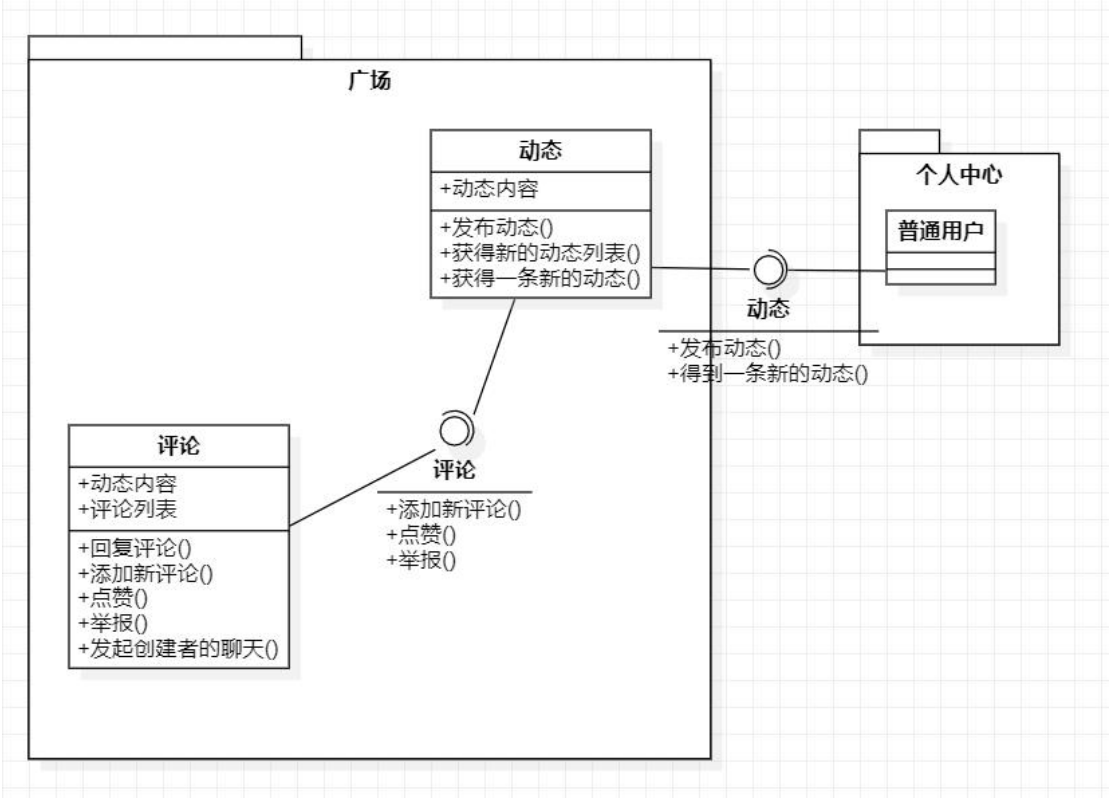 广场
动态
+动态内容
+发布动态()
+获得新的动态列表()
+获得一条新的动态()
个人中心
普通用户
动态
+发布动态()
+得到一条新的动态()
评论
+添加新评论()
+点赞()
+举报()
评论
+动态内容
+评论列表
+回复评论()
+添加新评论()
+点赞()
+举报()
+发起创建者的聊天()